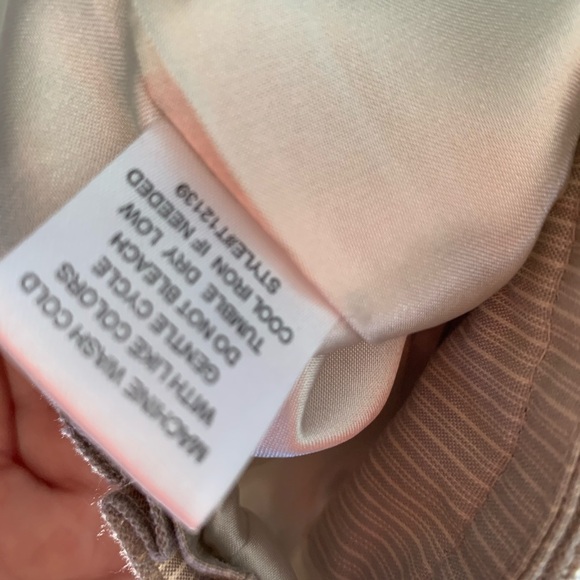 MACHINE WASH COLD
WITH LIKE COLORS
GENTLE CYCLE
DO NOT BLEACH
TUMBLE DRY LOW
COOL IRON IF NEEDED
STYLE#T12139